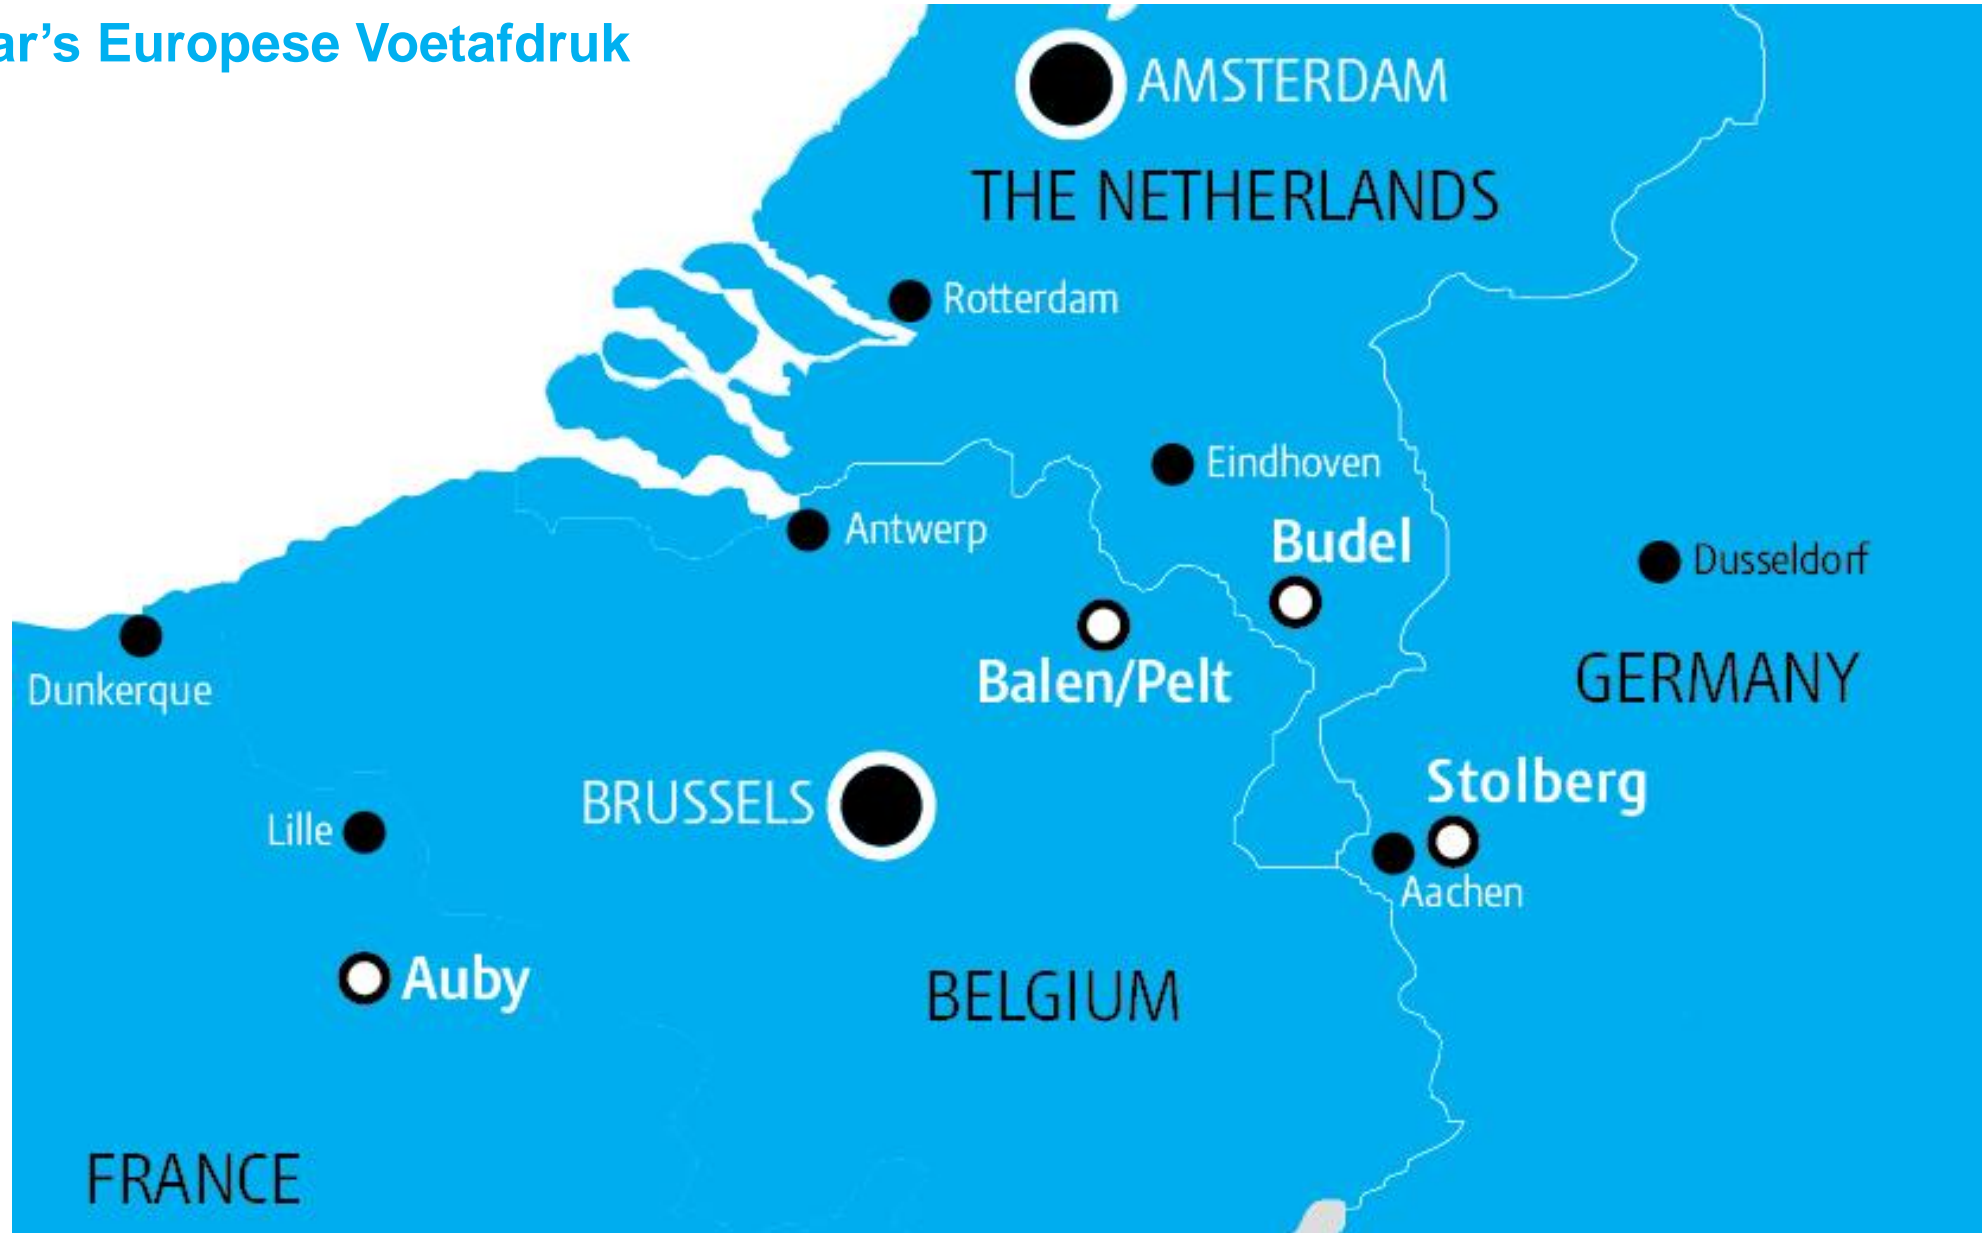 ar’s Europese Voetafdruk
AMSTERDAM
THE NETHERLANDS
Rotterdam
Eindhoven
Antwerp
Budel
Dusseldorf
Dunkerque
Balen/Pelt
GERMANY
BRUSSELS
Stolberg
Lille
Aachen
Auby
BELGIUM
FRANCE